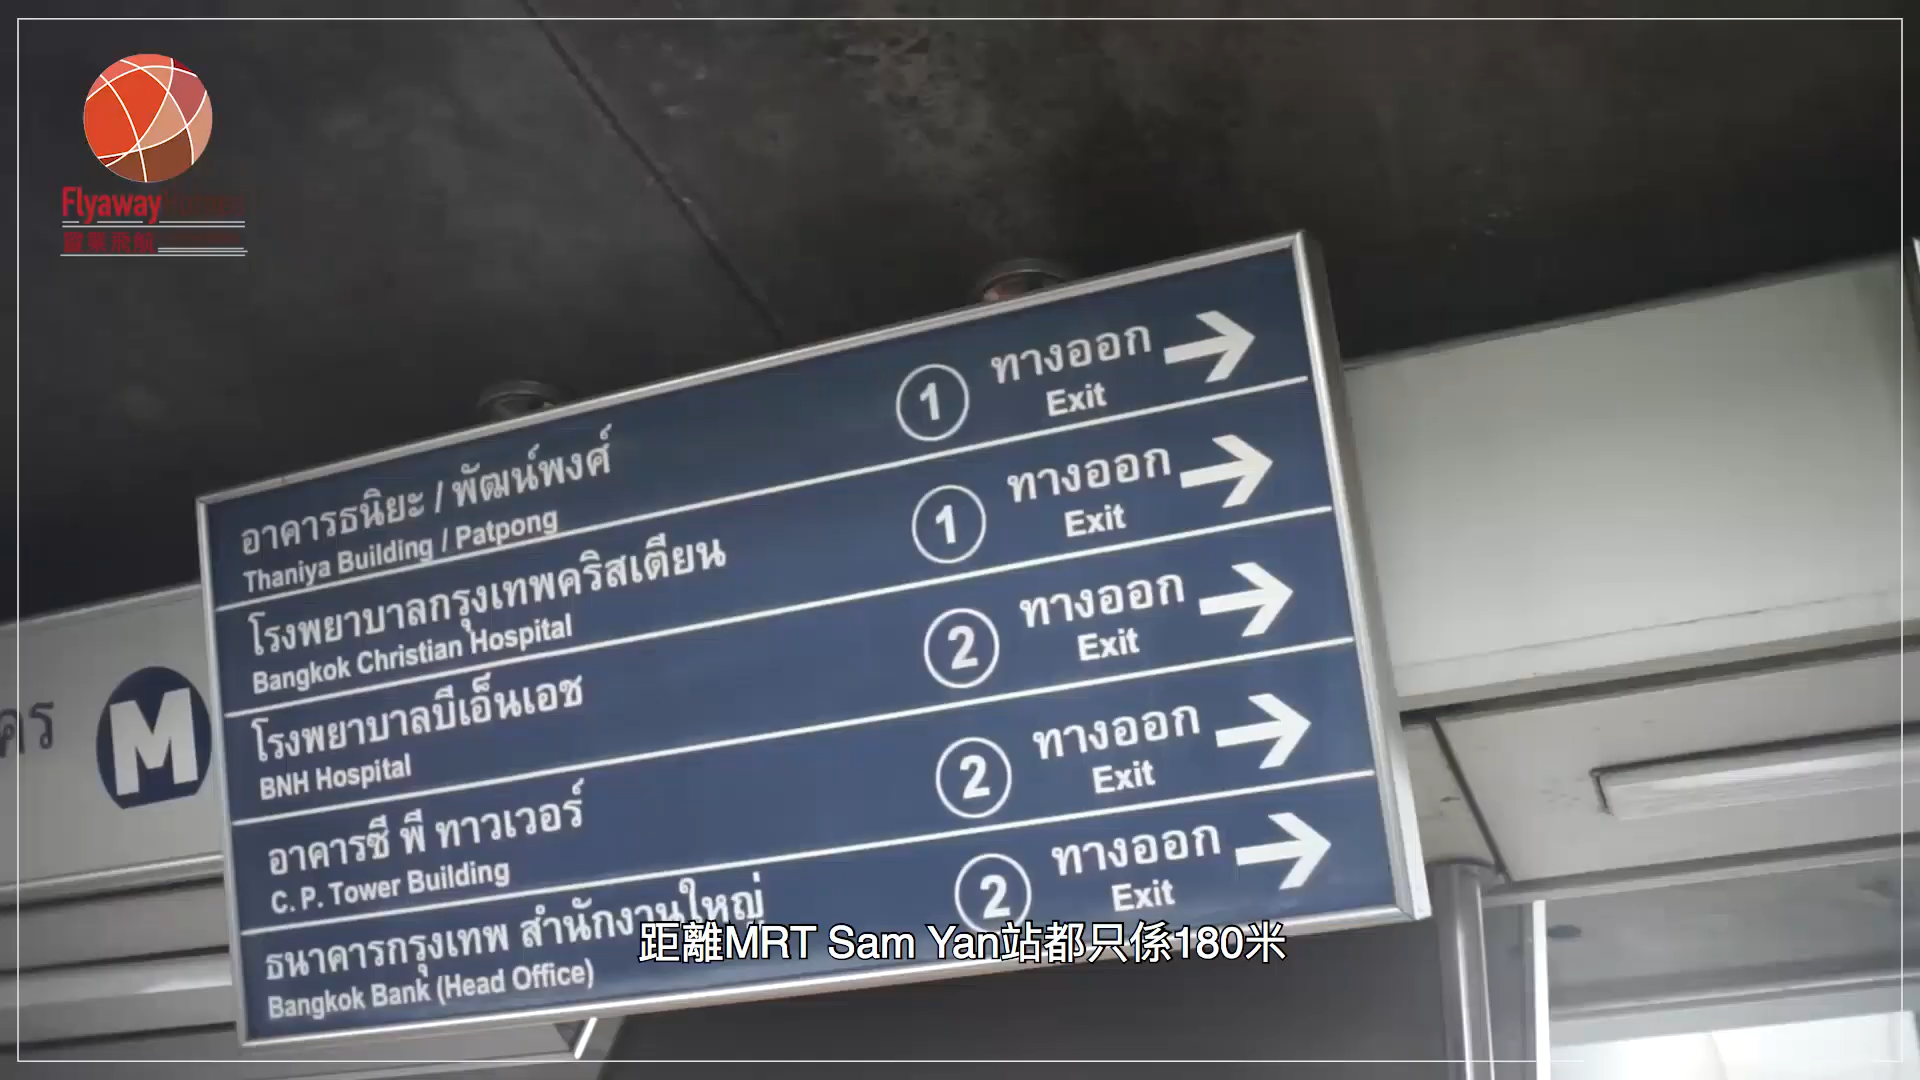 Flyaway
อาคารธนิยะ / พัฒน์พงศ์ 1 ทางออก
Thaniya Building / Patpong Exit
โรงพยาบาลกรุงเทพคริสเตียน 1 ทางออก
Bangkok Christian Hospital Exit
โรงพยาบาลบีเอ็นเอช 2 ทางออก
BNH Hospital Exit
คร M
อาคารซี พี ทาวเวอร์ 2 ทางออก
C. P. Tower Building Exit
ธนาคารกรุงเทพ สำนักงานใหญ่ 2 ทางออก
Bangkok Bank (Head Office) Exit
距離MRT Sam Yan站都只係180米